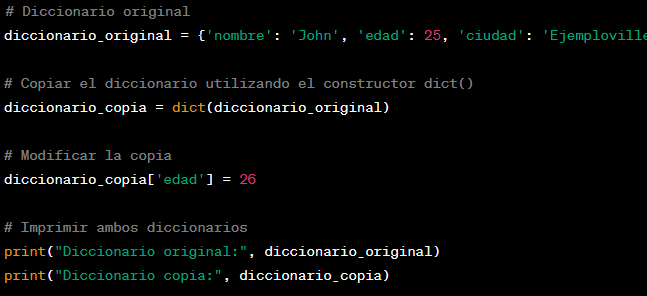 # Diccionario original
diccionario_original = {'nombre': 'John', 'edad': 25, 'ciudad': 'Ejemploville
# Copiar el diccionario utilizando el constructor dict()
diccionario_copia = dict(diccionario_original)
# Modificar la copia
diccionario_copia['edad'] = 26
# Imprimir ambos diccionarios
print("Diccionario original:", diccionario_original)
print("Diccionario copia:", diccionario_copia)